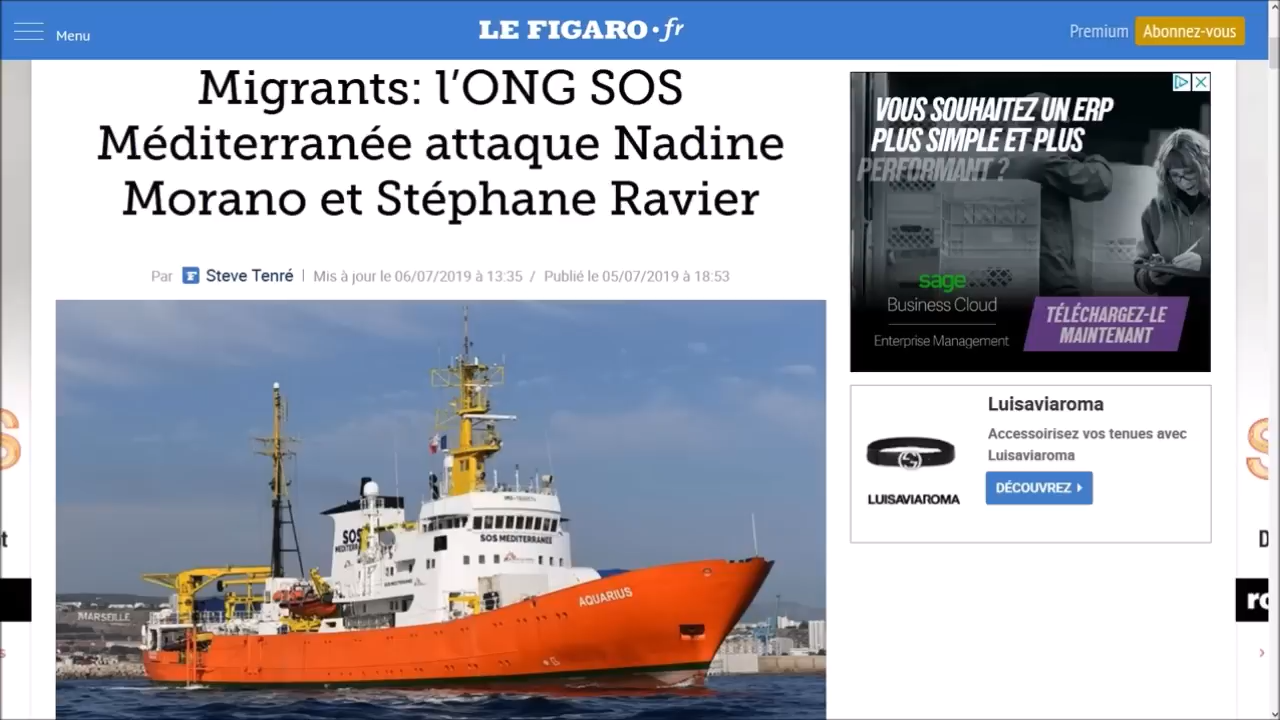 Menu
LE FIGARO·fr
Premium
Abonnez-vous
Migrants: l’ONG SOS
Méditerranée attaque Nadine
Morano et Stéphane Ravier
Par Steve Tenré | Mis à jour le 06/07/2019 à 13:35 / Publié le 05/07/2019 à 18:53
SOS
SOS MEDITERRANEE
AQUARIUS
MARSEILLE
VOUS SOUHAITEZ UN ERP
PLUS SIMPLE ET PLUS
PERFORMANT ?
sage
Business Cloud
Enterprise Management
TÉLÉCHARGEZ-LE
MAINTENANT
Luisaviaroma
Accessoirisez vos tenues avec
Luisaviaroma
LUISAVIAROMA
DÉCOUVREZ